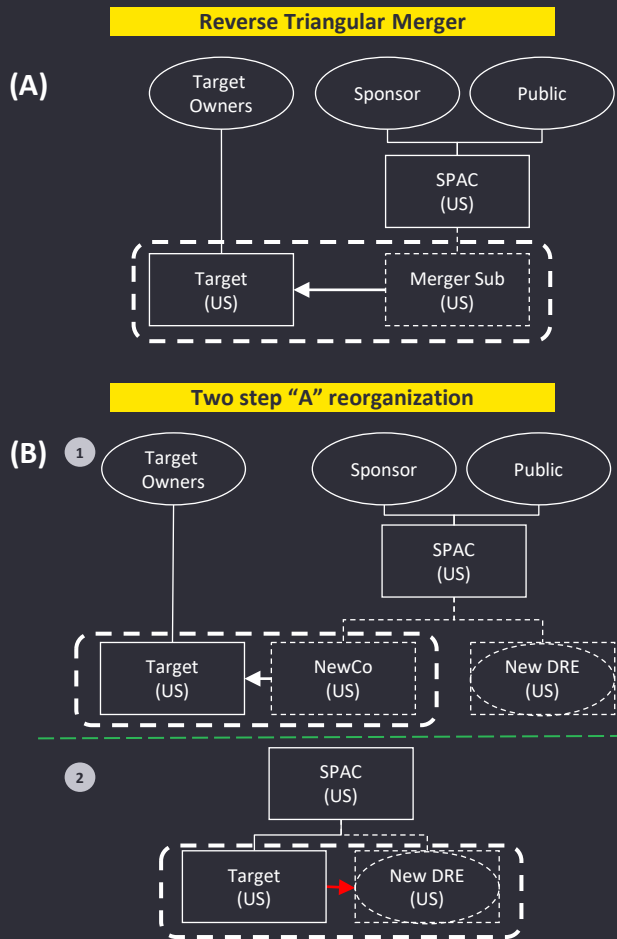 Reverse Triangular Merger
(A)
Target
Owners
Sponsor
Public
SPAC
(US)
Target
(US)
Merger Sub
(US)
Two step “A” reorganization
(B)
1
Target
Owners
Sponsor
Public
SPAC
(US)
Target
(US)
NewCo
(US)
New DRE
(US)
2
SPAC
(US)
Target
(US)
New DRE
(US)